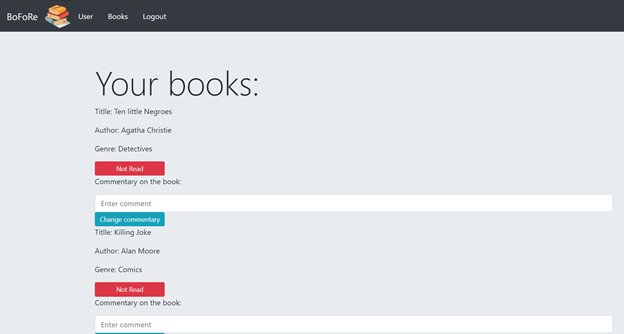 BoFoRe User Books Logout
Your books:
Titlle: Ten little Negroes
Author: Agatha Christie
Genre: Detectives
Not Read
Commentary on the book:
Enter comment
Change commentary
Titlle: Killing Joke
Author: Alan Moore
Genre: Comics
Not Read
Commentary on the book:
Enter comment